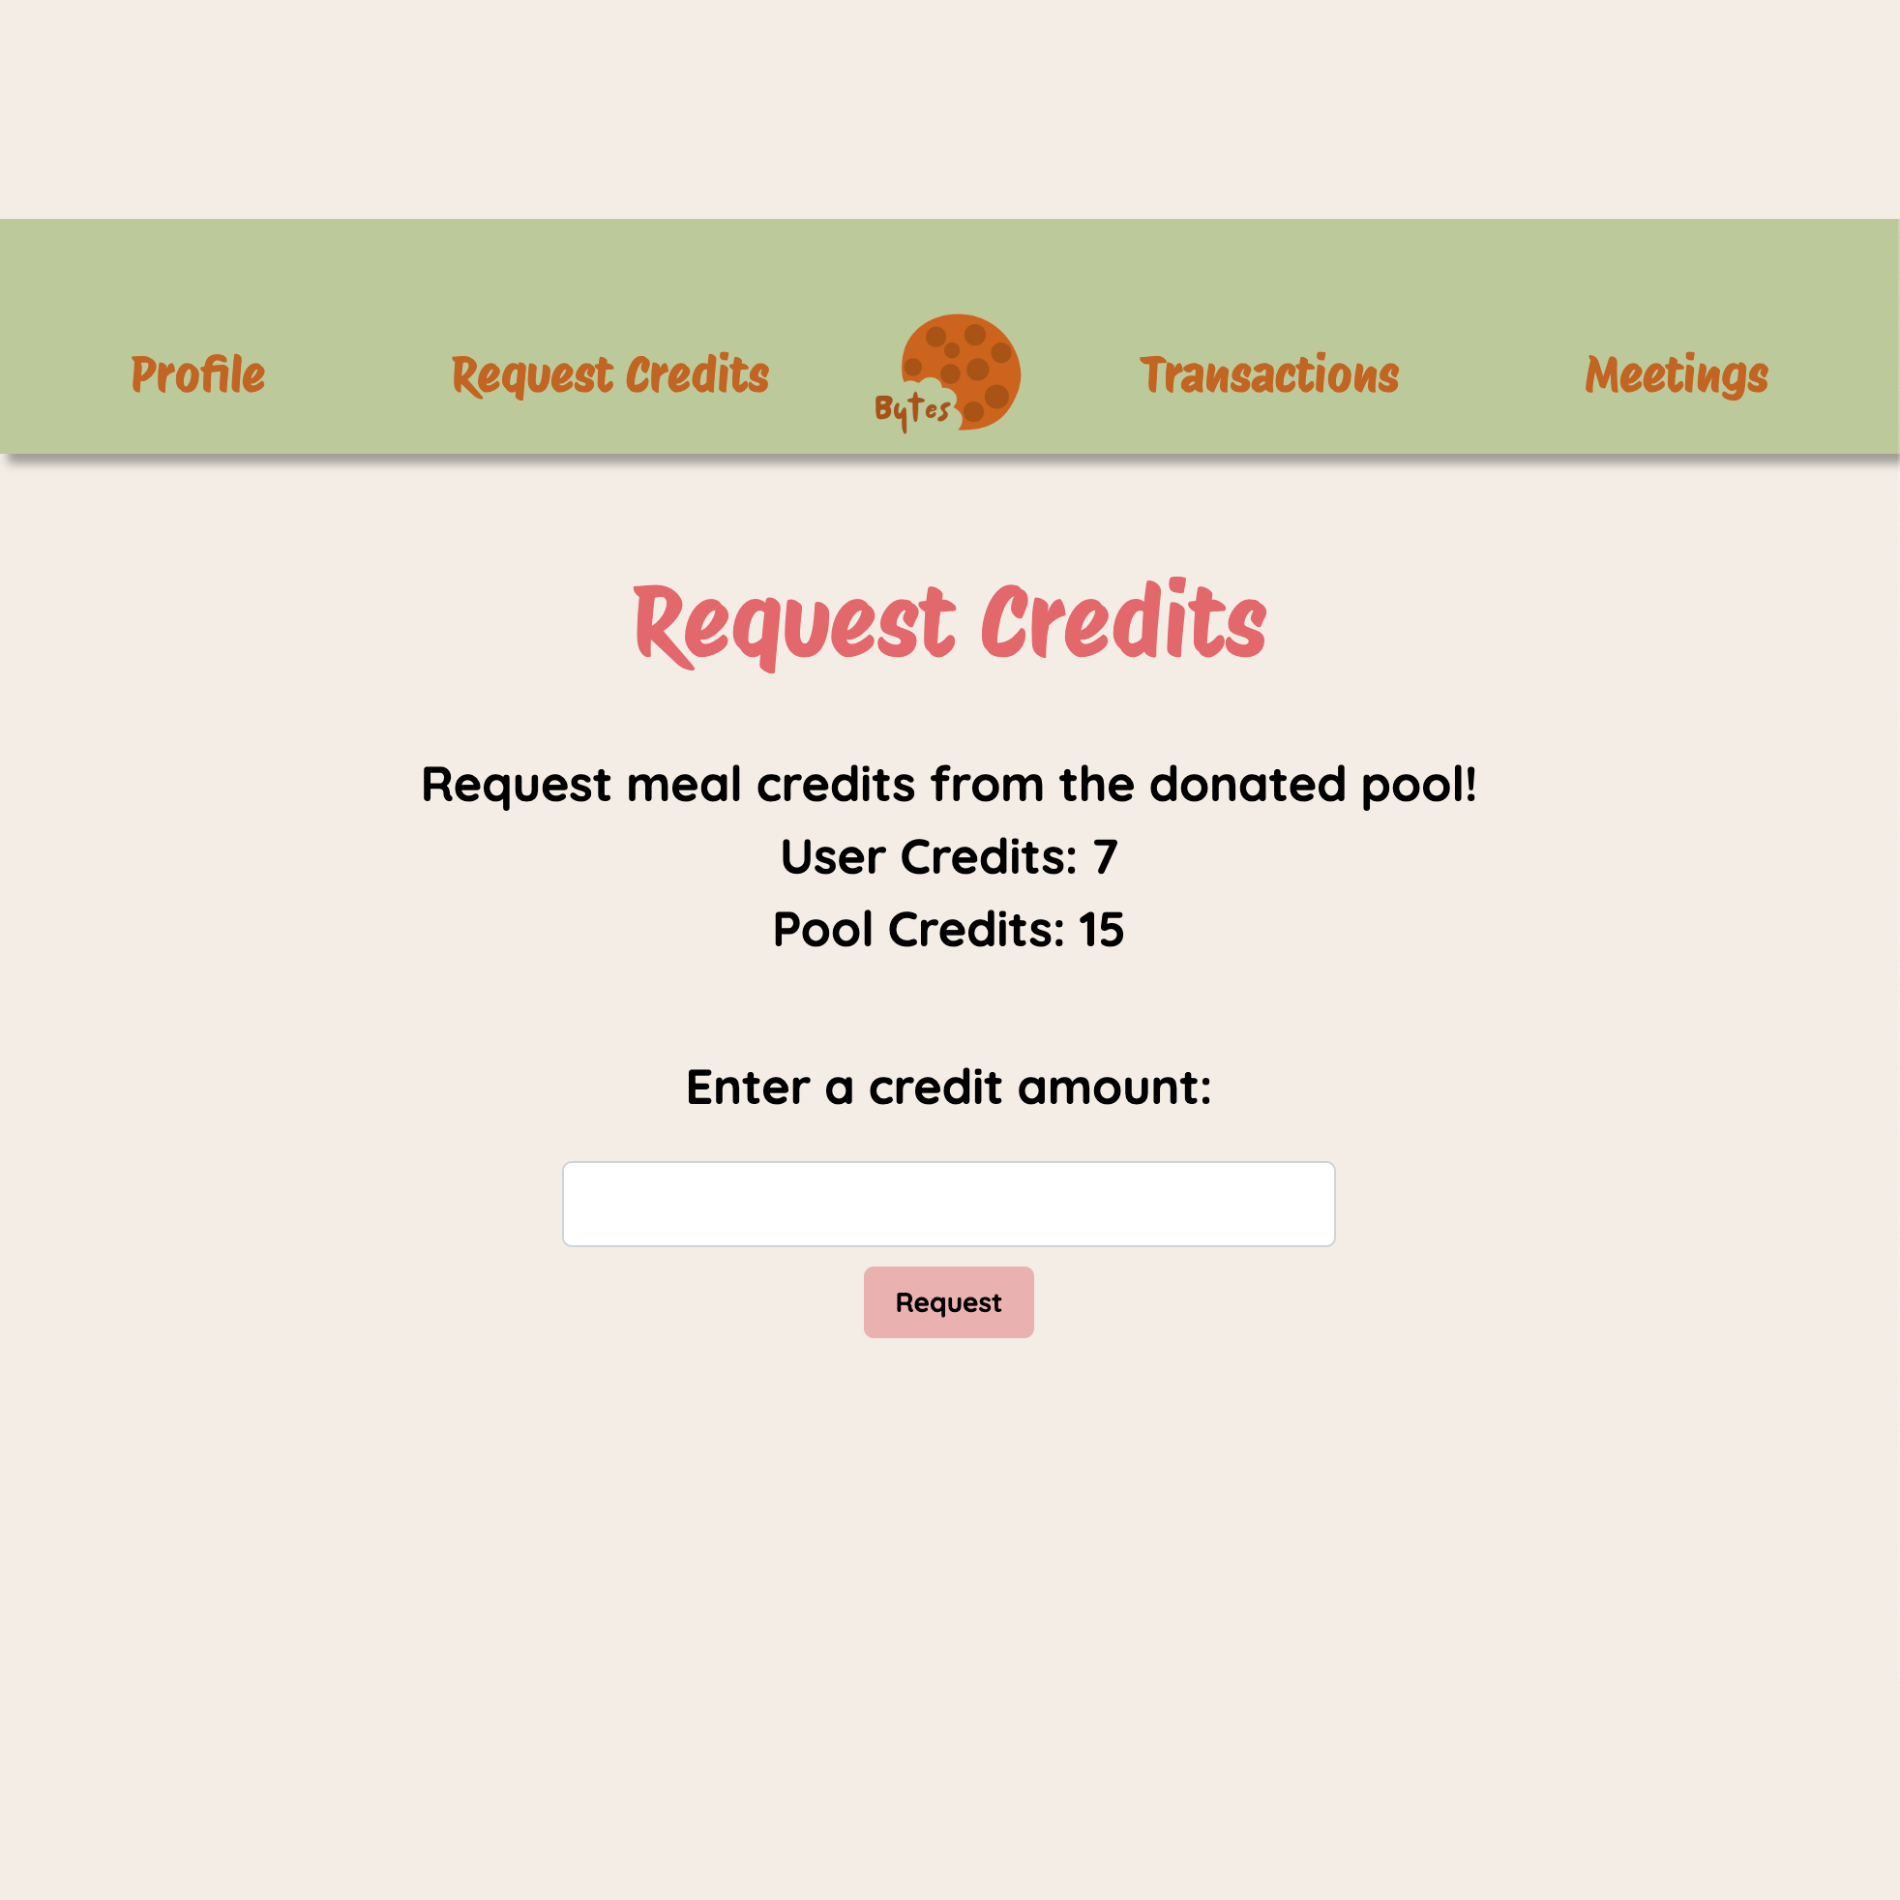 Profile
Request Credits
Bytes
Transactions
Meetings
Request Credits
Request meal credits from the donated pool!
User Credits: 7
Pool Credits: 15
Enter a credit amount:
Request